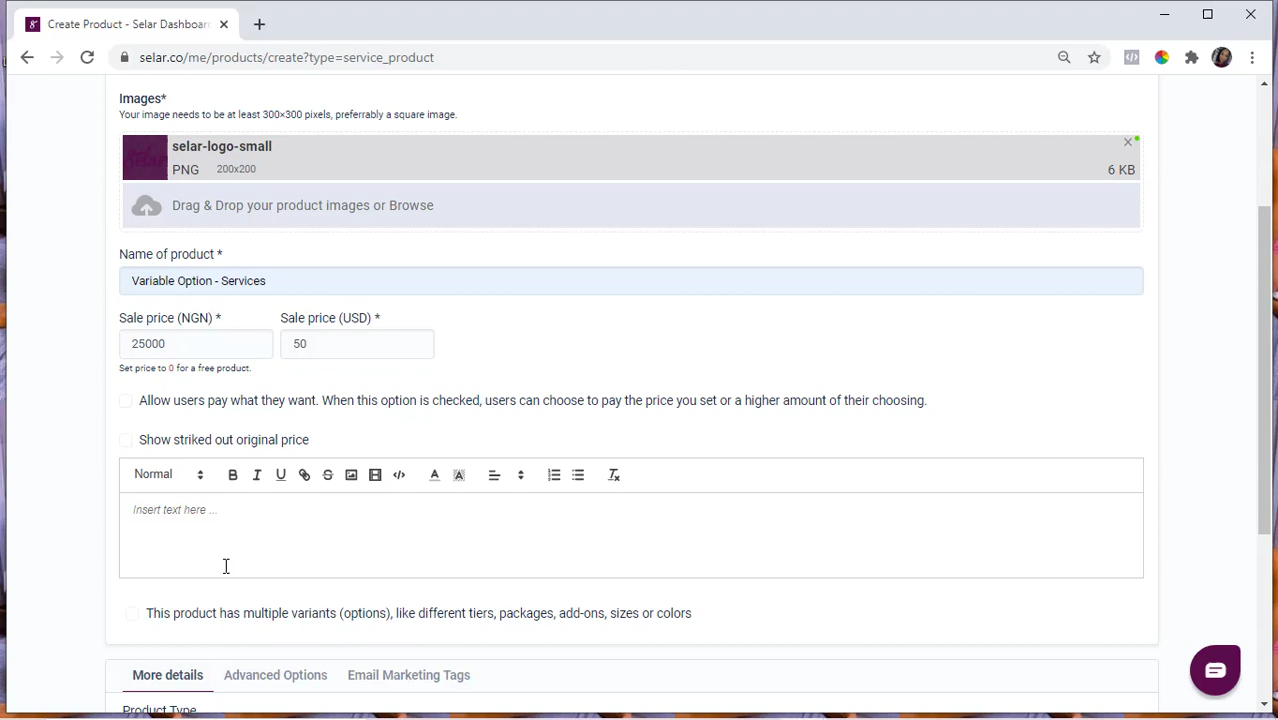 Create Product - Selar Dashboar
selar.co/me/products/create?type=service_product
Images*
Your image needs to be at least 300×300 pixels, preferrably a square image.
selar-logo-small
PNG 200x200
6 KB
Drag & Drop your product images or Browse
Name of product *
Variable Option - Services
Sale price (NGN) * Sale price (USD) *
25000 50
Set price to 0 for a free product.
Allow users pay what they want. When this option is checked, users can choose to pay the price you set or a higher amount of their choosing.
Show striked out original price
Normal
Insert text here ...
This product has multiple variants (options), like different tiers, packages, add-ons, sizes or colors
More details Advanced Options Email Marketing Tags
Product Type